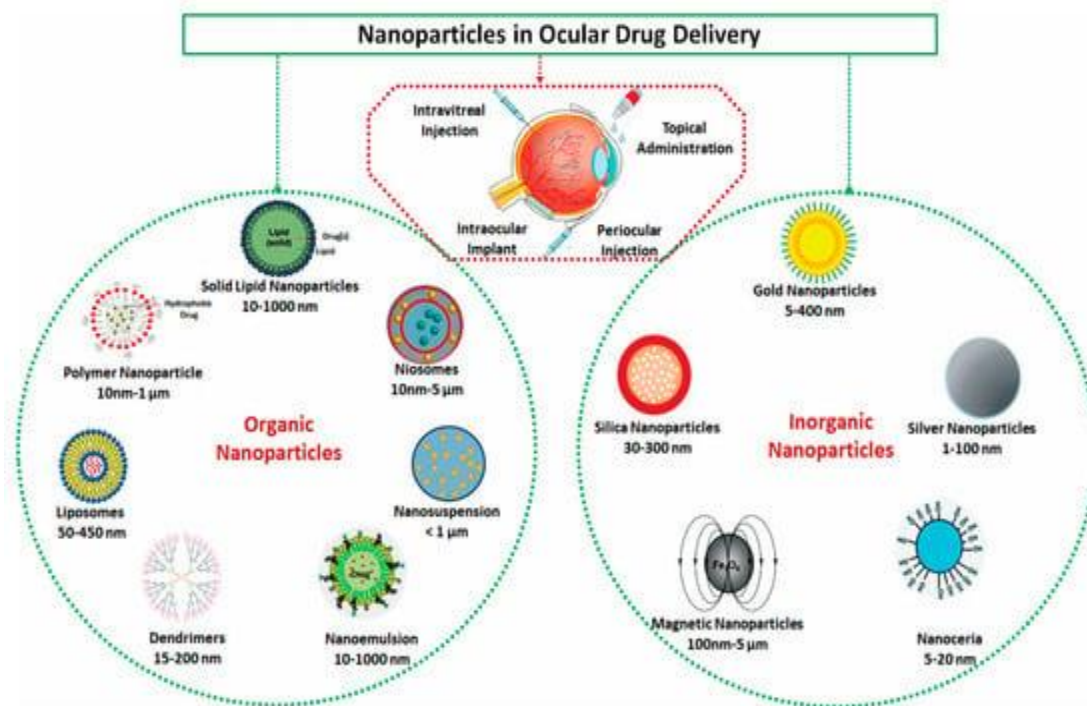 Nanoparticles in Ocular Drug Delivery
Intravitreal
Injection
Topical
Administration
Intraocular
Implant
Periocular
Injection
Lipid
(solid)
Drug
Lipid
Solid Lipid Nanoparticles
10-1000 nm
Hydrophobic
Drug
Polymer Nanoparticle
10nm-1 µm
Niosomes
10nm-5 µm
Organic
Nanoparticles
Liposomes
50-450 nm
Nanosuspension
< 1 µm
Dendrimers
15-200 nm
Drug
Nanoemulsion
10-1000 nm
Gold Nanoparticles
5-400 nm
Silica Nanoparticles
30-300 nm
Inorganic
Nanoparticles
Silver Nanoparticles
1-100 nm
Fe₃O₄
Magnetic Nanoparticles
100nm-5 µm
Nanoceria
5-20 nm